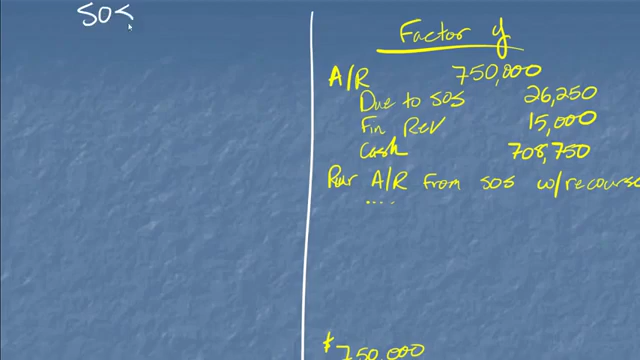 SOS
Factor y
A/R 750,000
Due to SOS 26,250
Fin Rev 15,000
Cash 708,750
Pur A/R from SOS w/recourse
....
$750,000